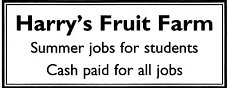 Harry's Fruit Farm
Summer jobs for students
Cash paid for all jobs